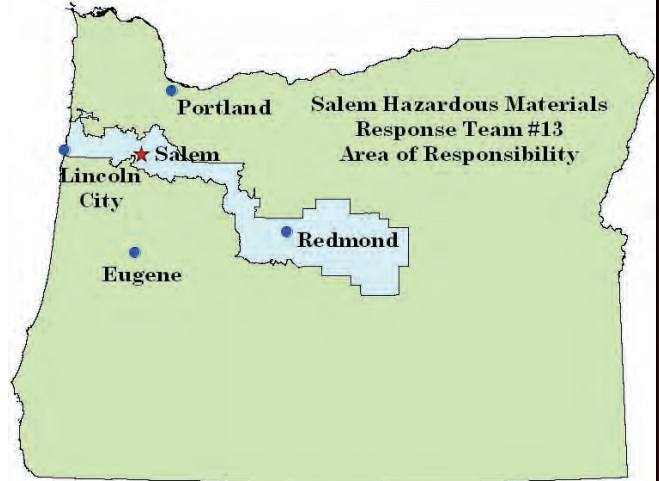 Portland
Salem Hazardous Materials
Response Team #13
Area of Responsibility
Salem
Lincoln
City
Redmond
Eugene